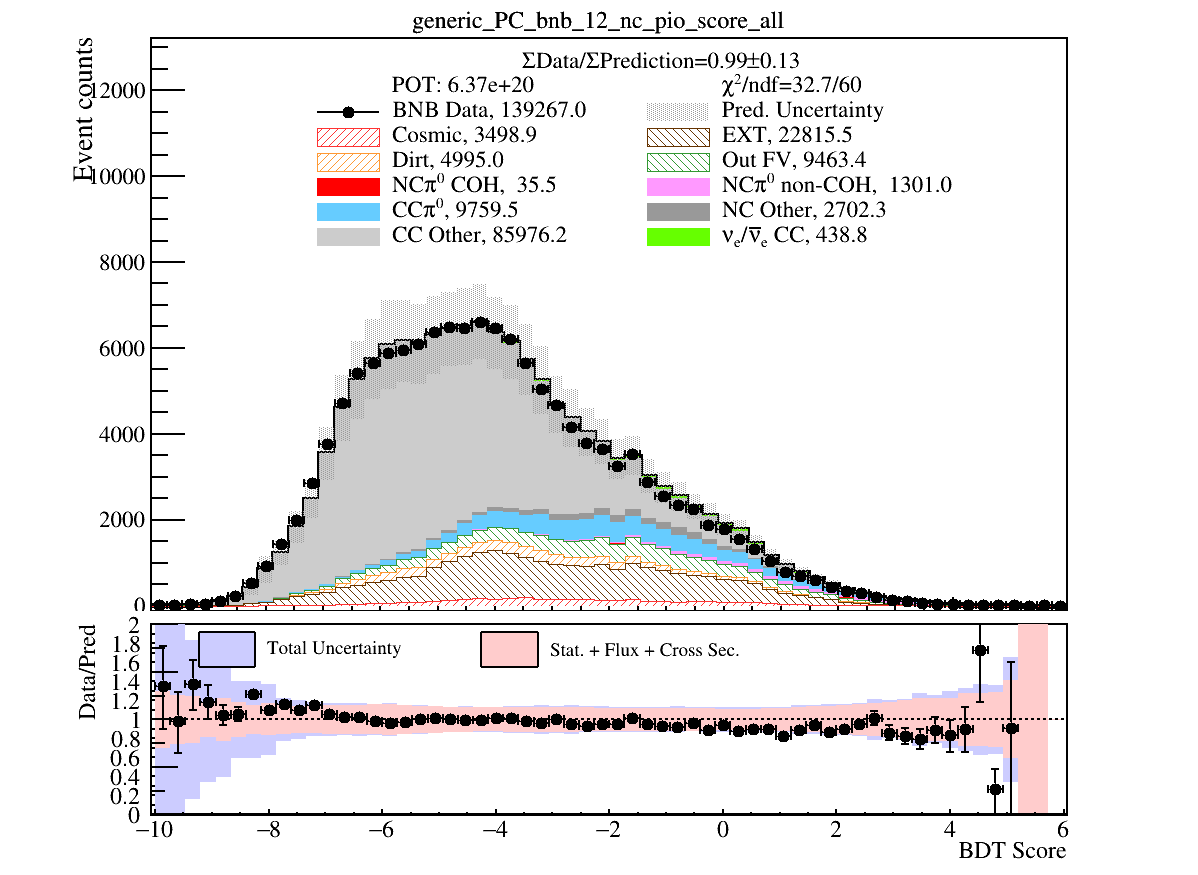 generic_PC_bnb_12_nc_pio_score_all
ΣData/ΣPrediction=0.99±0.13
POT: 6.37e+20
χ²/ndf=32.7/60
BNB Data, 139267.0
Pred. Uncertainty
Cosmic, 3498.9
EXT, 22815.5
Dirt, 4995.0
Out FV, 9463.4
NCπ⁰ COH, 35.5
NCπ⁰ non-COH, 1301.0
CCπ⁰, 9759.5
NC Other, 2702.3
CC Other, 85976.2
νₑ/ν̅ₑ CC, 438.8
Event counts
12000
10000
8000
6000
4000
2000
0
Total Uncertainty
Stat. + Flux + Cross Sec.
Data/Pred
2
1.8
1.6
1.4
1.2
1
0.8
0.6
0.4
0.2
0
−10 −8 −6 −4 −2 0 2 4 6
BDT Score